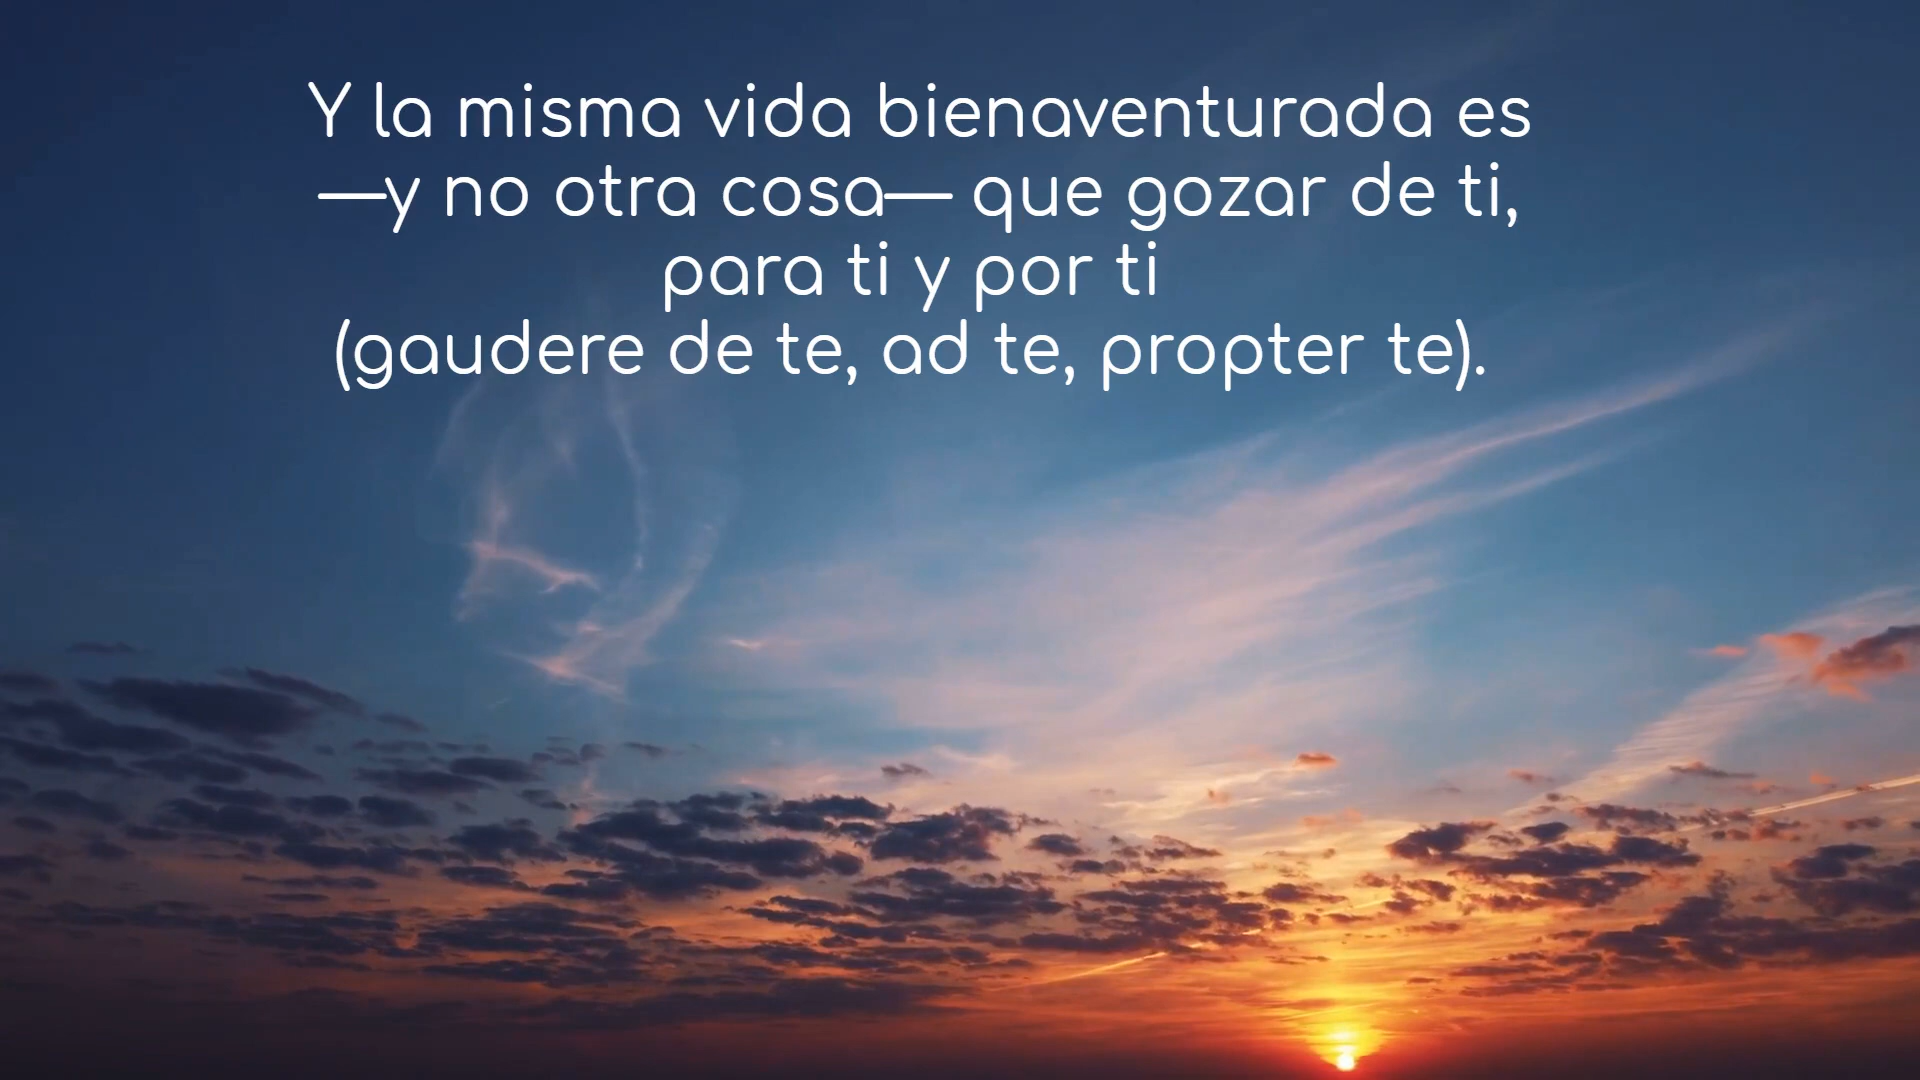 Y la misma vida bienaventurada es
—y no otra cosa— que gozar de ti,
para ti y por ti
(gaudere de te, ad te, propter te).